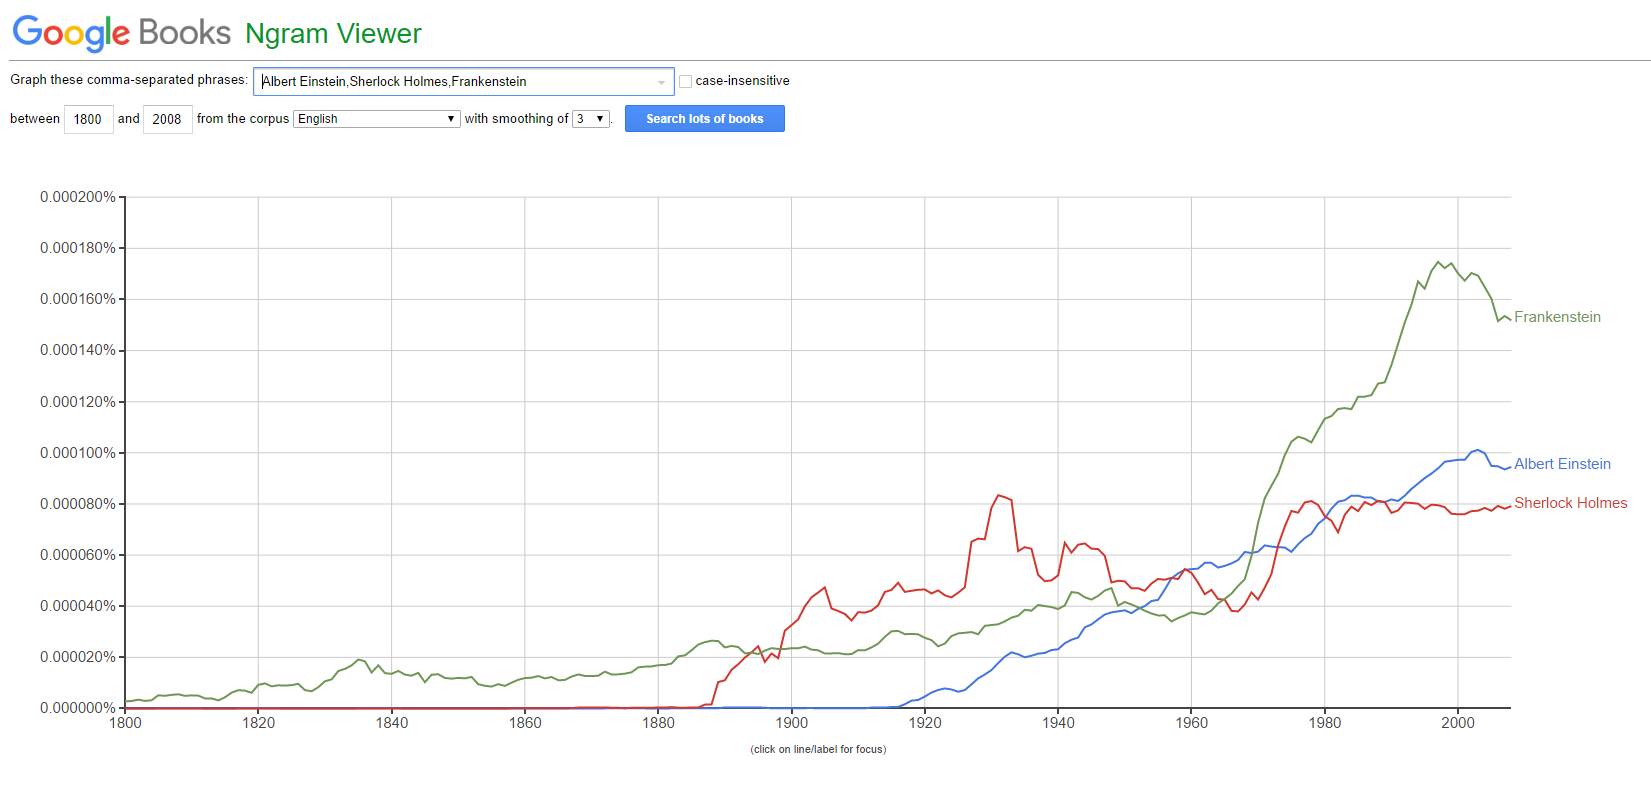 Google Books Ngram Viewer
Graph these comma-separated phrases: Albert Einstein,Sherlock Holmes,Frankenstein case-insensitive
between 1800 and 2008 from the corpus English with smoothing of 3 . Search lots of books
0.000200%
0.000180%
0.000160%
0.000140%
0.000120%
0.000100%
0.000080%
0.000060%
0.000040%
0.000020%
0.000000%
Frankenstein
Albert Einstein
Sherlock Holmes
1800 1820 1840 1860 1880 1900 1920 1940 1960 1980 2000
(click on line/label for focus)